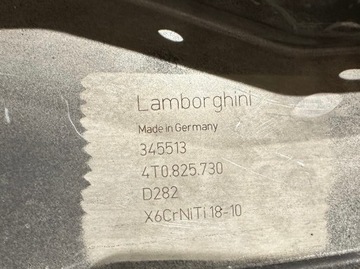 Lamborghini
Made in Germany
345513
4T0.825.730
D282
X6CrNiTi 18-10